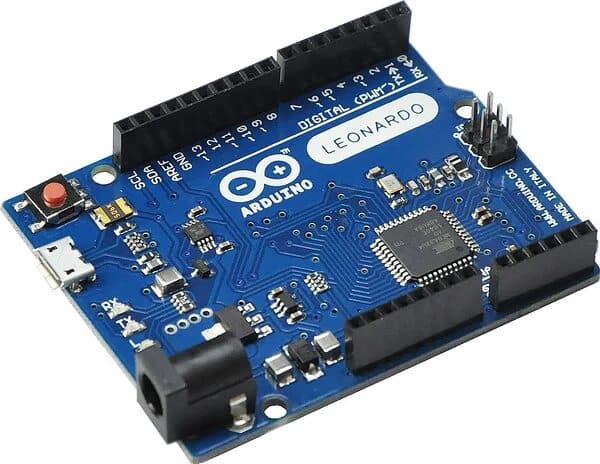 SCL
SDA
AREF
GND
13
12
~11
~10
~9
8
7
~6
~5
4
~3
2
TX→1
RX←0
DIGITAL (PWM~)
LEONARDO
ARDUINO
TM
WWW.ARDUINO.CC
MADE IN ITALY
RX
TX
L